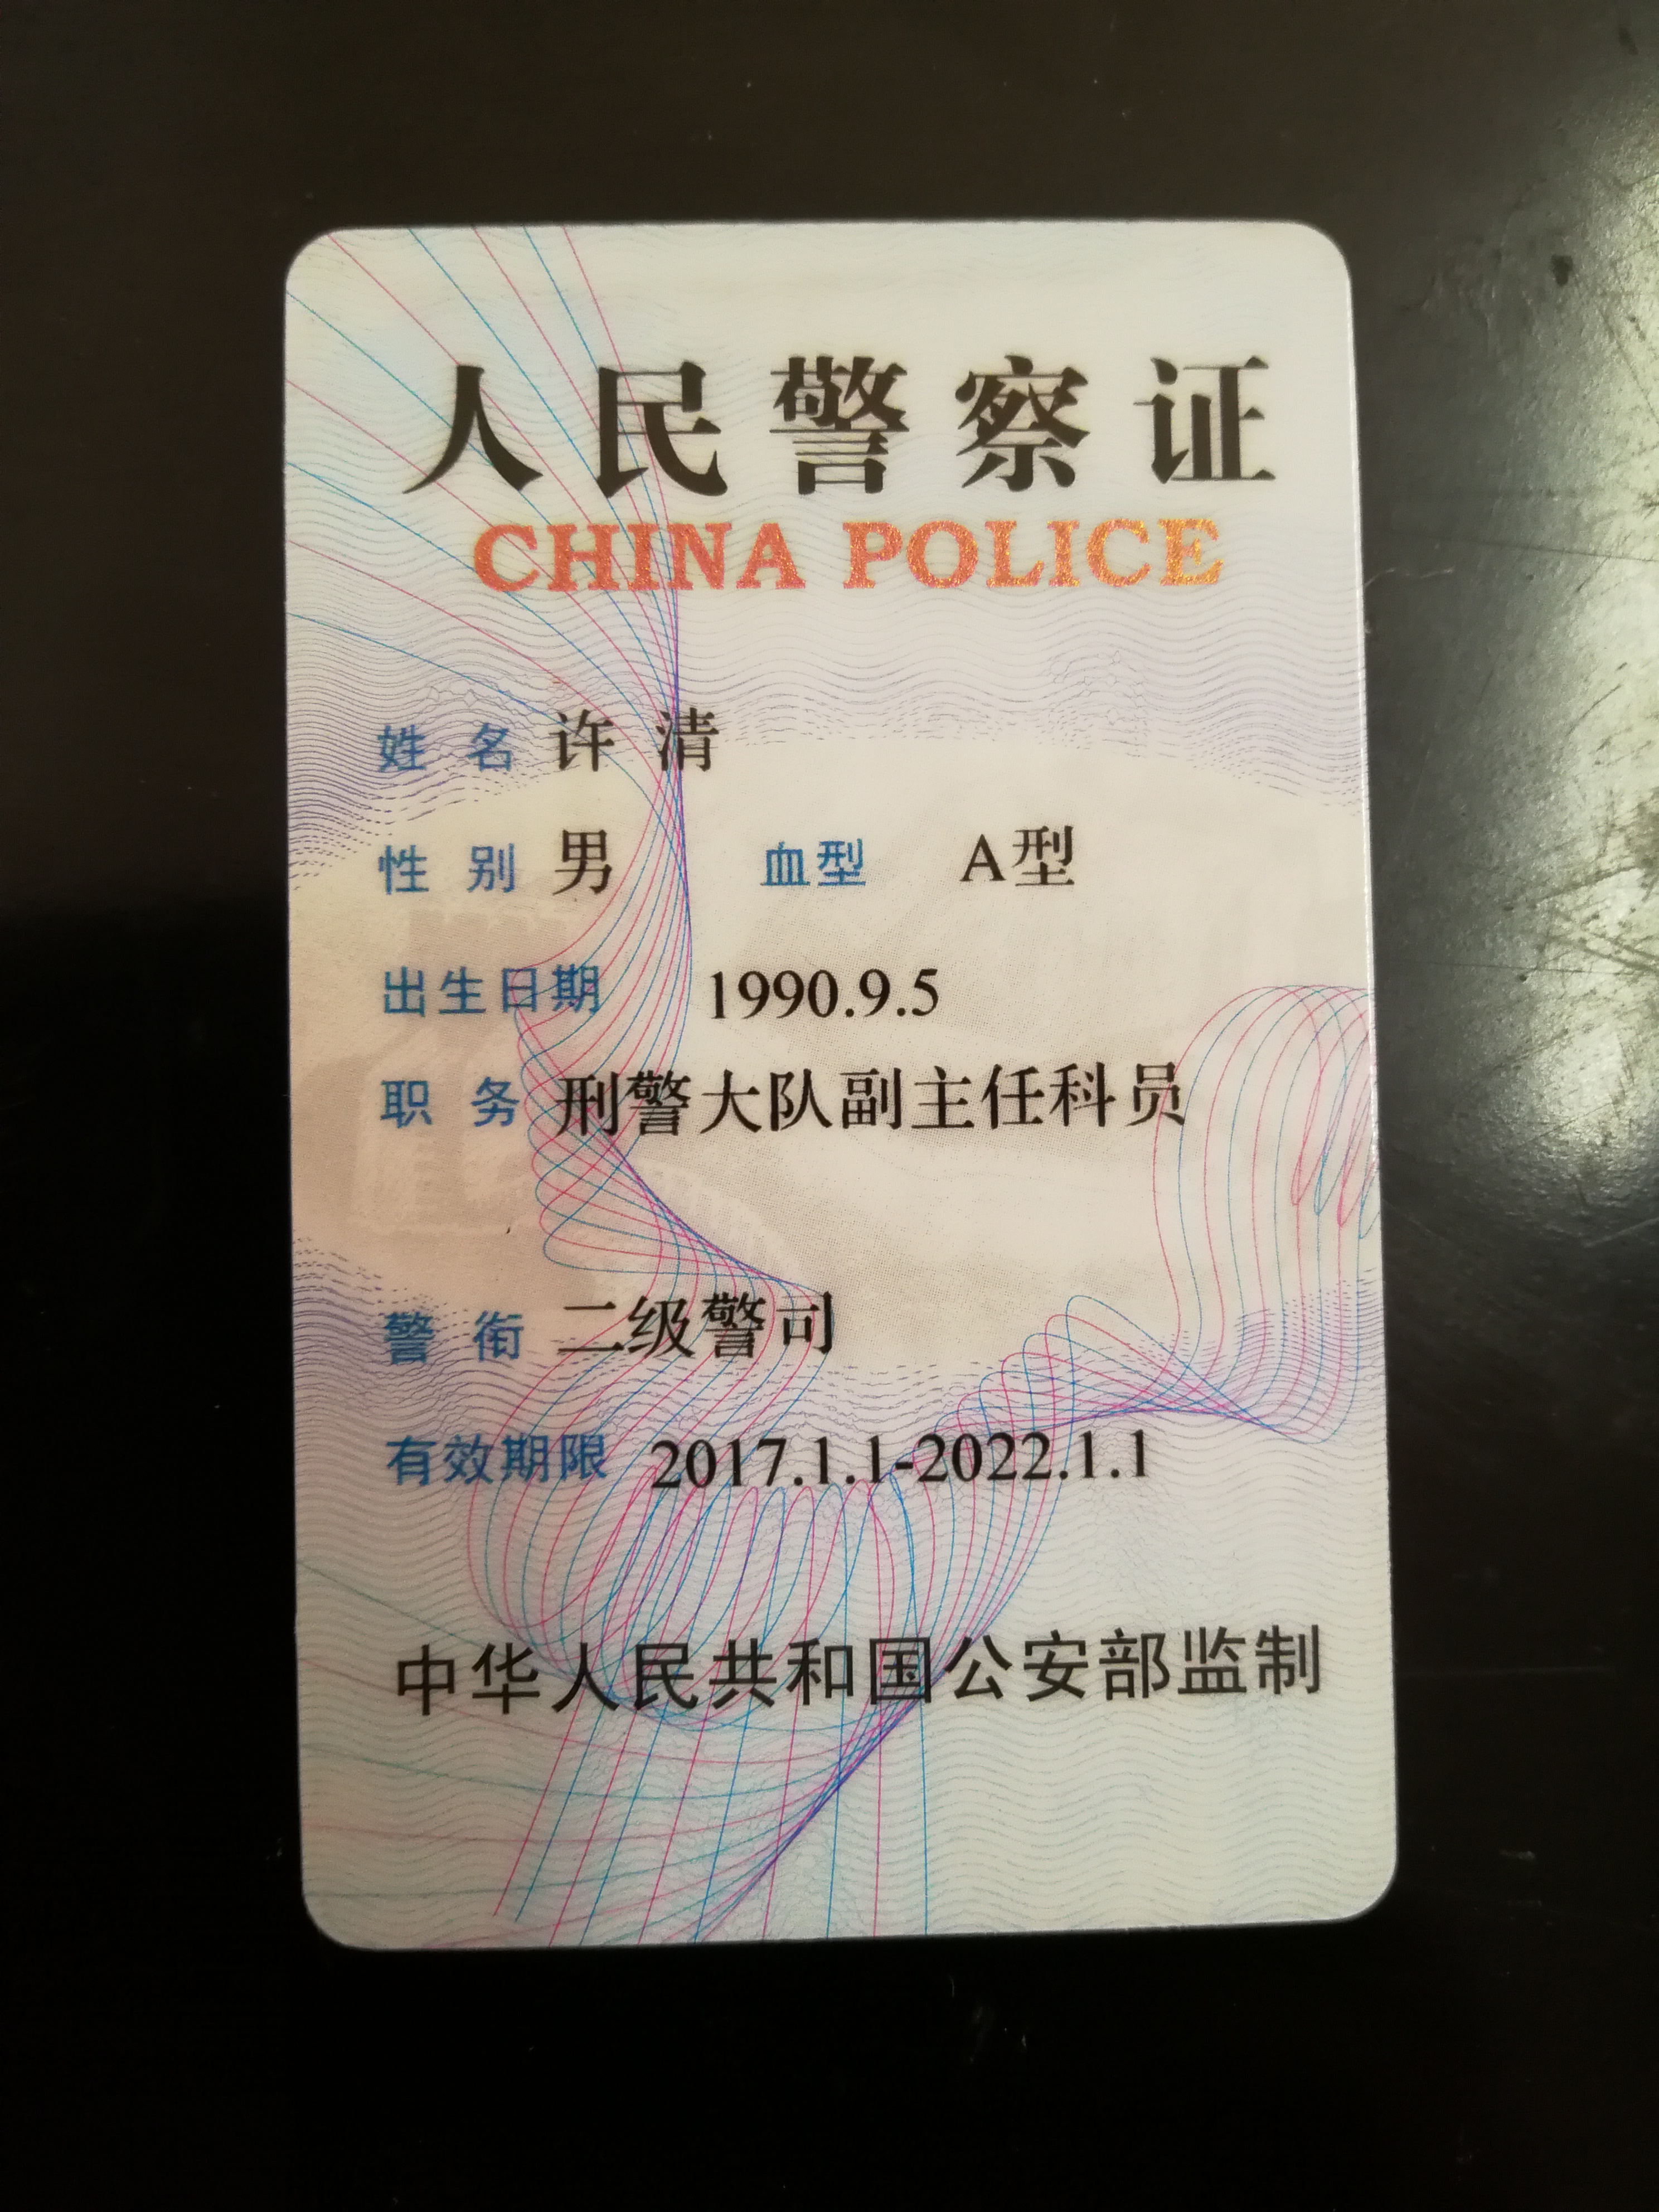 人民警察证
CHINA POLICE
姓 名 许 清
性 别 男 血型 A型
出生日期 1990.9.5
职 务 刑警大队副主任科员
警 衔 二级警司
有效期限 2017.1.1-2022.1.1
中华人民共和国公安部监制